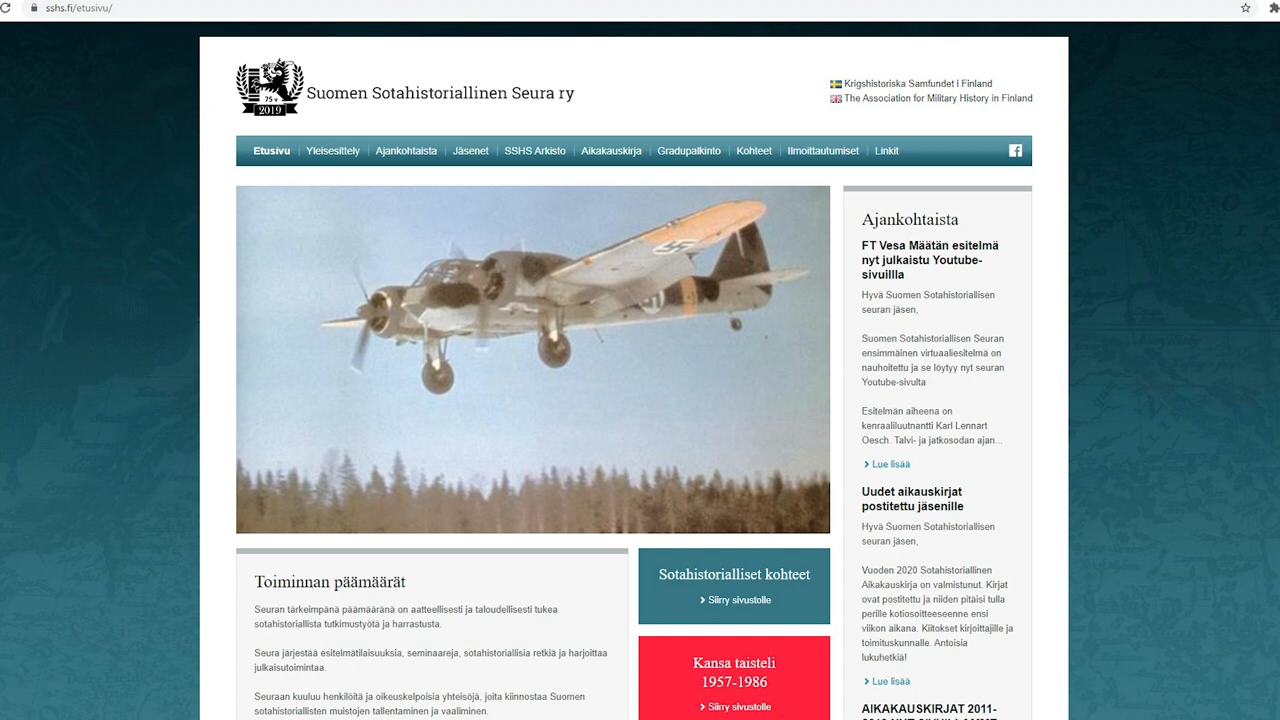 sshs.fi/etusivu/
75 v
2019
Suomen Sotahistoriallinen Seura ry
Krigshistoriska Samfundet i Finland
The Association for Military History in Finland
Etusivu Yleisesittely Ajankohtaista Jäsenet SSHS Arkisto Aikakauskirja Gradupalkinto Kohteet Ilmoittautumiset Linkit
Toiminnan päämäärät
Seuran tärkeimpänä päämääränä on aatteellisesti ja taloudellisesti tukea
sotahistoriallista tutkimustyötä ja harrastusta.
Seura järjestää esitelmätilaisuuksia, seminaareja, sotahistoriallisia retkiä ja harjoittaa
julkaisutoimintaa.
Seuraan kuuluu henkilöitä ja oikeuskelpoisia yhteisöjä, joita kiinnostaa Suomen
sotahistoriallisten muistojen tallentaminen ja vaaliminen.
Sotahistorialliset kohteet
Siirry sivustolle
Kansa taisteli
1957-1986
Siirry sivustolle
Ajankohtaista
FT Vesa Määtän esitelmä
nyt julkaistu Youtube-
sivuillla
Hyvä Suomen Sotahistoriallisen
seuran jäsen,
Suomen Sotahistoriallisen Seuran
ensimmäinen virtuaaliesitelmä on
nauhoitettu ja se löytyy nyt seuran
Youtube-sivulta
Esitelmän aiheena on
kenraaliluutnantti Karl Lennart
Oesch. Talvi- ja jatkosodan ajan...
Lue lisää
Uudet aikauskirjat
postitettu jäsenille
Hyvä Suomen Sotahistoriallisen
seuran jäsen,
Vuoden 2020 Sotahistoriallinen
Aikakauskirja on valmistunut. Kirjat
ovat postitettu ja niiden pitäisi tulla
perille kotiosoitteeseenne ensi
viikon aikana. Kiitokset kirjoittajille ja
toimituskunnalle. Antoisia
lukuhetkiä!
Lue lisää
AIKAKAUSKIRJAT 2011-